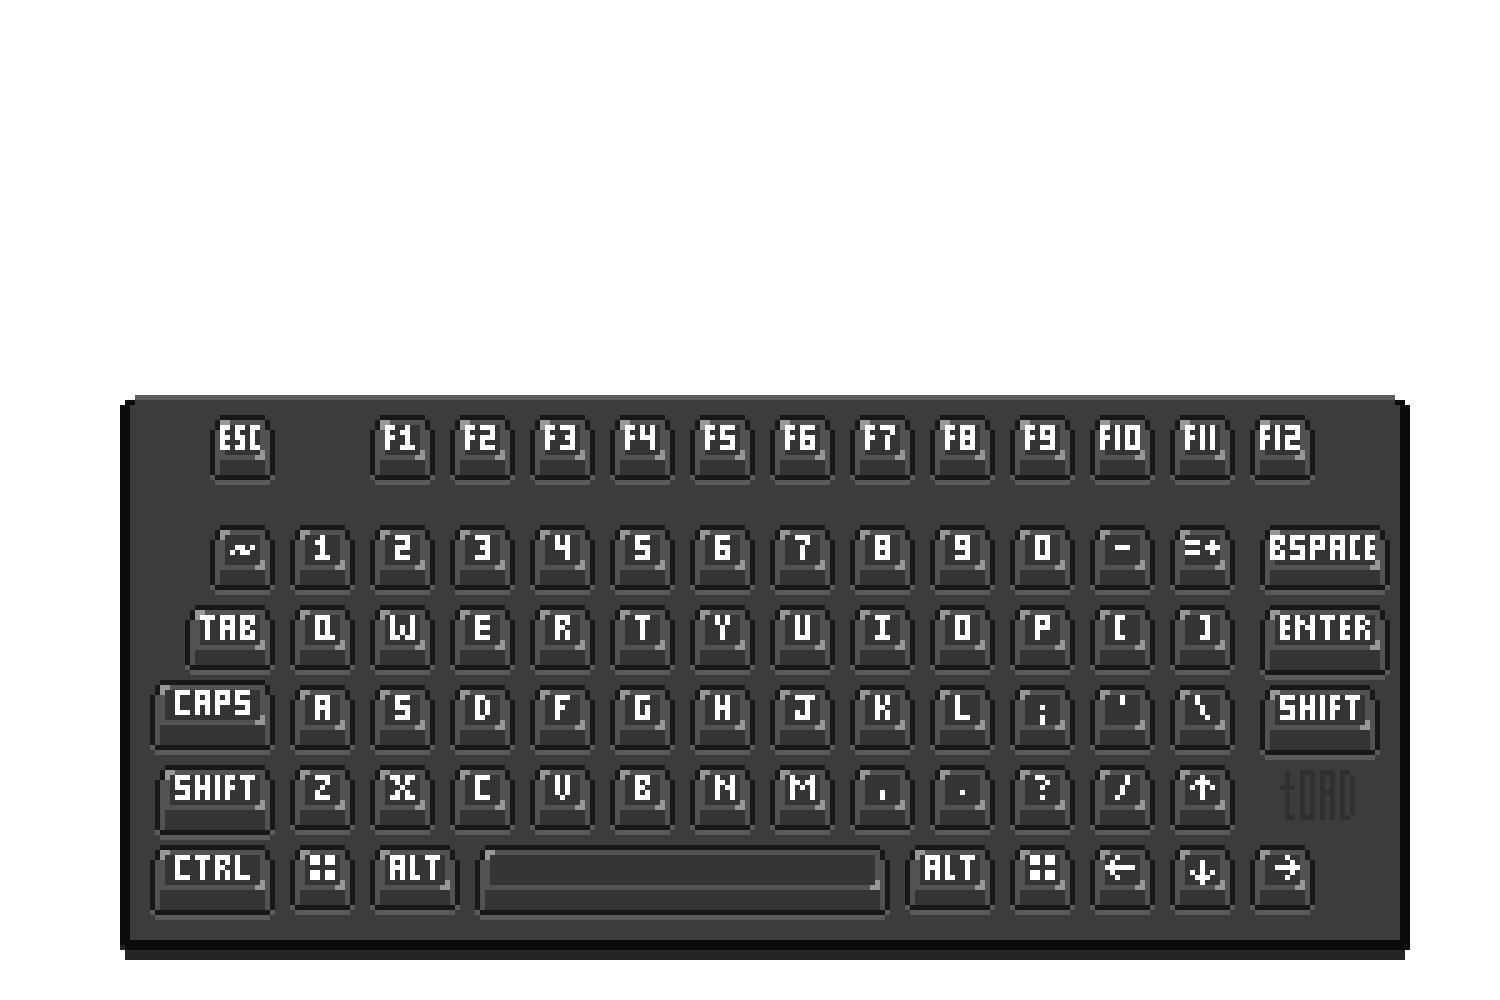 ESC F1 F2 F3 F4 F5 F6 F7 F8 F9 F10 F11 F12
~ 1 2 3 4 5 6 7 8 9 0 - =+ BSPACE
TAB Q W E R T Y U I O P [ ] ENTER
CAPS A S D F G H J K L ; ' \ SHIFT
SHIFT Z X C V B N M , . ? / ↑ tOAD
CTRL ALT ALT ← ↓ →